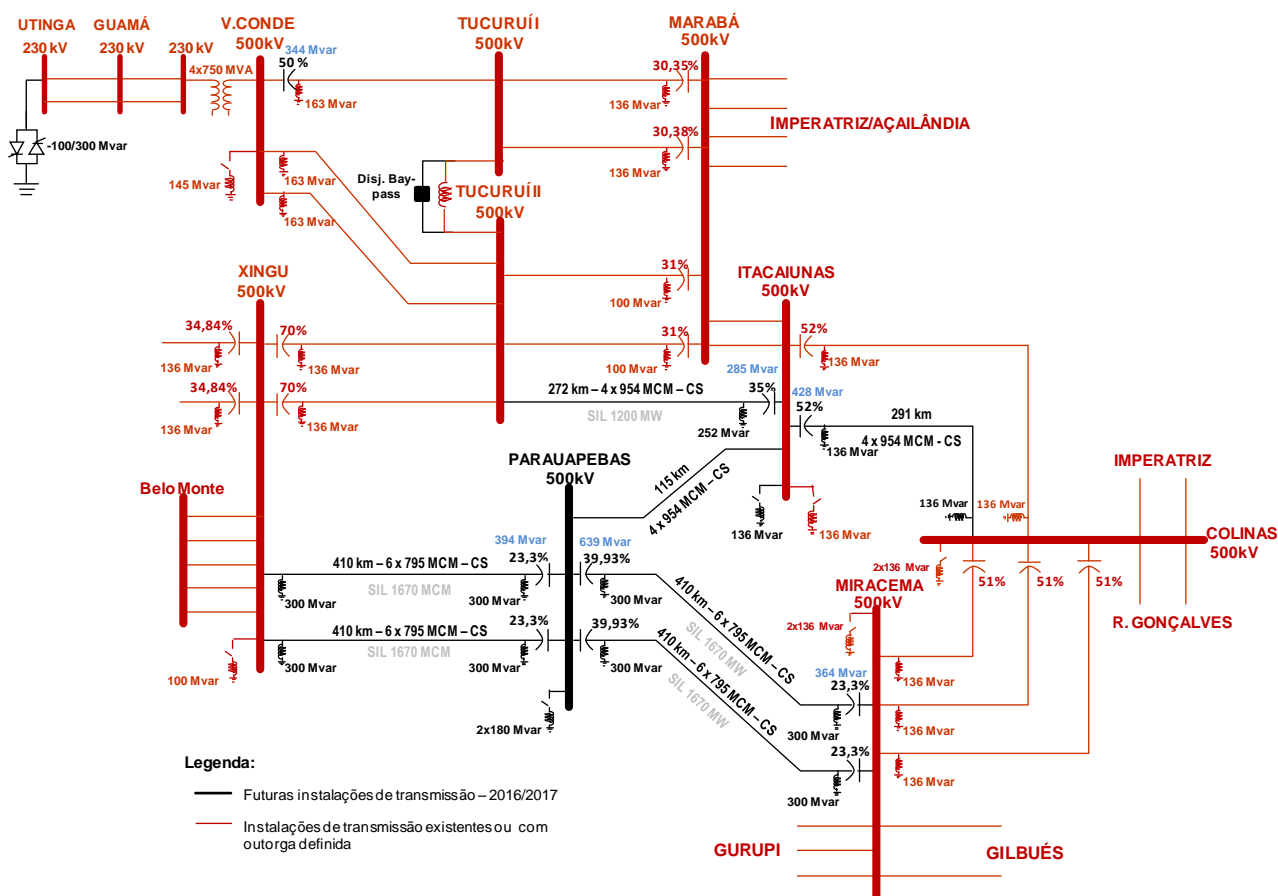 UTINGA
230 kV
GUAMÁ
230 kV
230 kV
V.CONDE
500kV
344 Mvar
50 %
4x750 MVA
163 Mvar
-100/300 Mvar
145 Mvar
163 Mvar
163 Mvar
TUCURUÍ I
500kV
MARABÁ
500kV
30,35%
136 Mvar
30,38%
136 Mvar
IMPERATRIZ/AÇAILÂNDIA
Disj. Bay-
pass
TUCURUÍ II
500kV
31%
100 Mvar
31%
100 Mvar
XINGU
500kV
34,84%
70%
136 Mvar
136 Mvar
34,84%
70%
136 Mvar
136 Mvar
ITACAIUNAS
500kV
52%
136 Mvar
285 Mvar
428 Mvar
272 km – 4 x 954 MCM – CS
35%
SIL 1200 MW
252 Mvar
52%
136 Mvar
291 km
4 x 954 MCM - CS
115 km
4 x 954 MCM – CS
136 Mvar
136 Mvar
PARAUAPEBAS
500kV
Belo Monte
394 Mvar
639 Mvar
410 km – 6 x 795 MCM – CS
23,3%
39,93%
SIL 1670 MCM
300 Mvar
300 Mvar
300 Mvar
410 km – 6 x 795 MCM – CS
23,3%
39,93%
SIL 1670 MCM
300 Mvar
300 Mvar
300 Mvar
100 Mvar
2x180 Mvar
410 km – 6 x 795 MCM – CS
SIL 1670 MW
410 km – 6 x 795 MCM – CS
SIL 1670 MW
IMPERATRIZ
136 Mvar
136 Mvar
COLINAS
500kV
2x136 Mvar
51%
51%
51%
R. GONÇALVES
MIRACEMA
500kV
2x136 Mvar
136 Mvar
364 Mvar
23,3%
300 Mvar
136 Mvar
23,3%
300 Mvar
136 Mvar
GURUPI
GILBUÉS
Legenda:
Futuras instalações de transmissão – 2016/2017
Instalações de transmissão existentes ou com
outorga definida